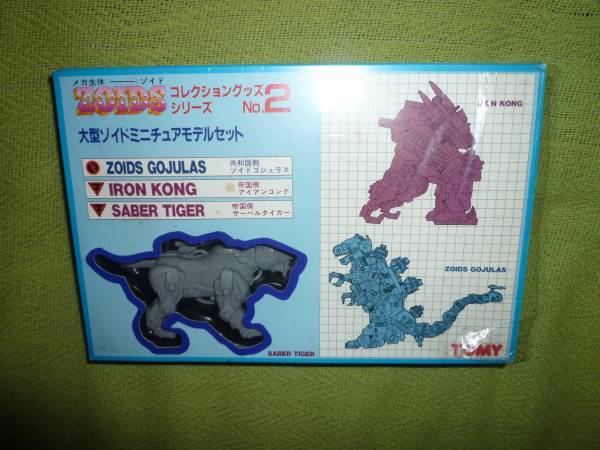 メカ生体 ゾイド
ZOIDS コレクショングッズ
シリーズ No.2
大型ゾイドミニチュアモデルセット
ZOIDS GOJULAS 共和国側 ゾイドゴジュラス
IRON KONG 帝国側 アイアンコング
SABER TIGER 帝国側 サーベルタイガー
SABER TIGER
IRON KONG
ZOIDS GOJULAS
TOMY